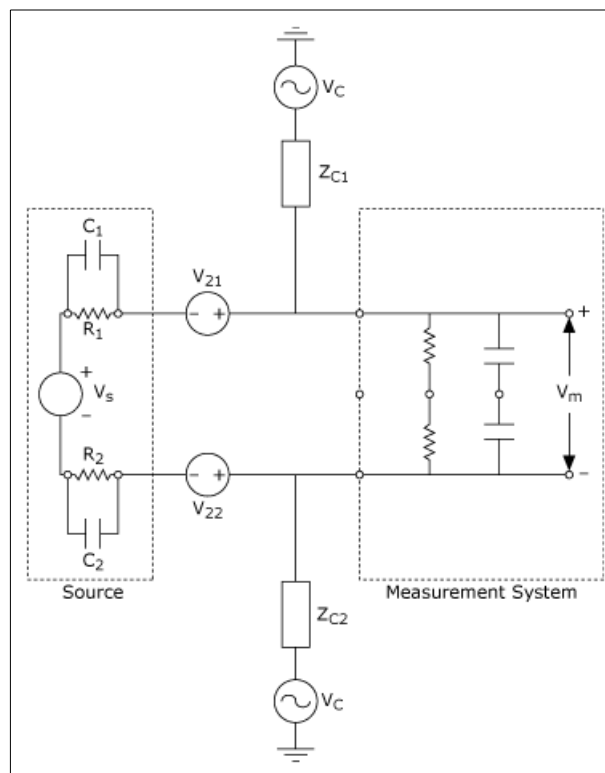 V_C
Z_C1
C_1
V_21
R_1
+
V_s
-
- +
+
V_m
-
R_2
- +
V_22
C_2
Source
Measurement System
Z_C2
V_C